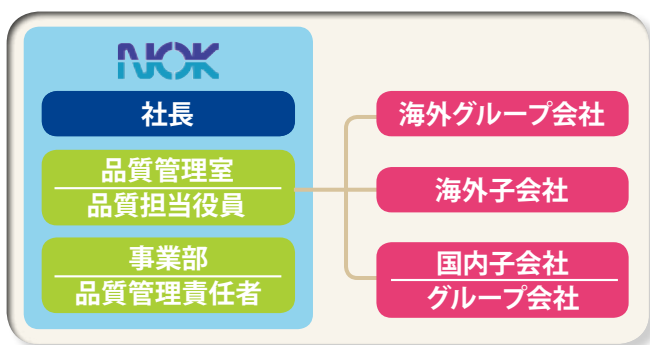 NOK
社長
品質管理室
品質担当役員
事業部
品質管理責任者
海外グループ会社
海外子会社
国内子会社
グループ会社